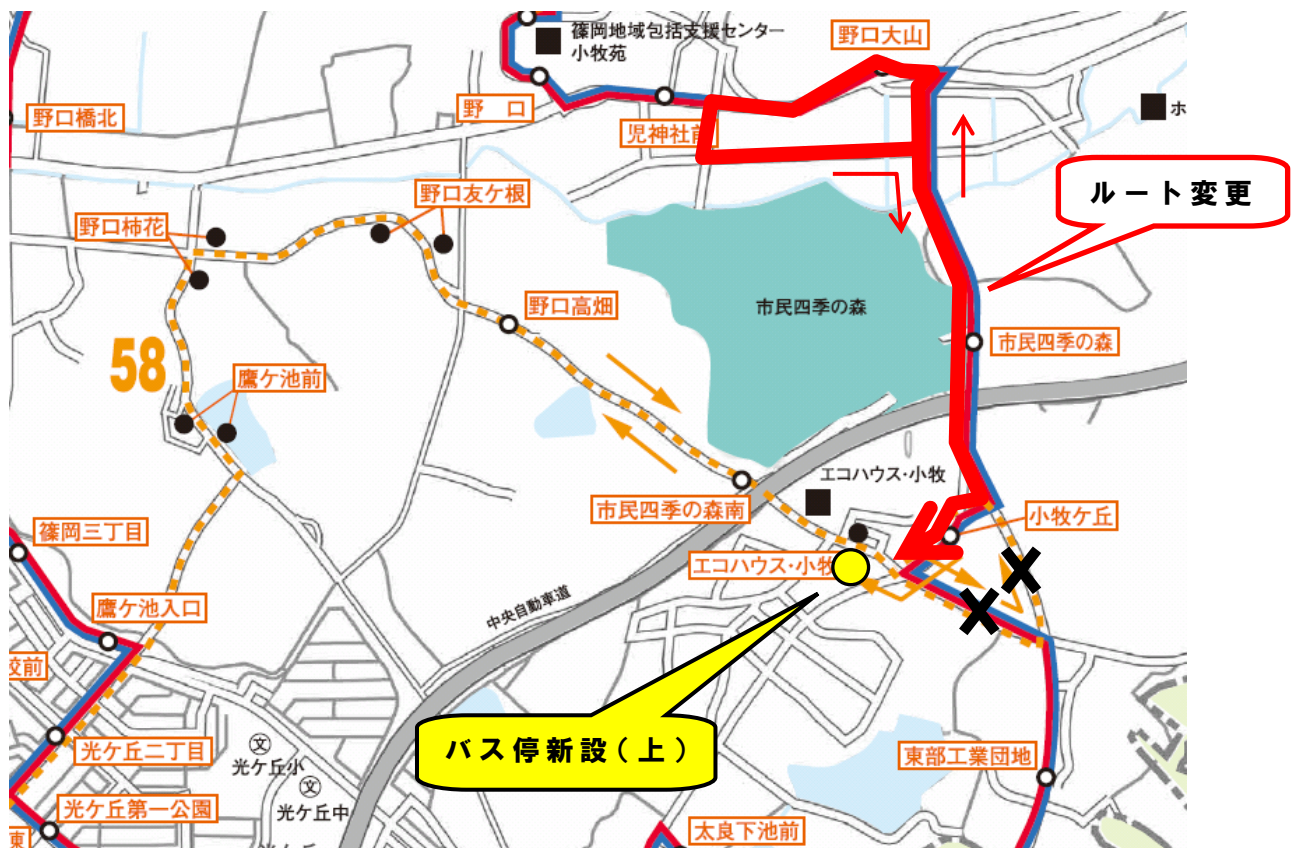 篠岡地域包括支援センター
小牧苑
野口大山
野口橋北
野 口
児神社前
ホ
ルート変更
野口柿花
野口友ケ根
野口高畑
市民四季の森
市民四季の森
58
鷹ケ池前
エコハウス・小牧
市民四季の森南
小牧ケ丘
篠岡三丁目
エコハウス・小牧
鷹ケ池入口
中央自動車道
校前
バス停新設(上)
光ケ丘二丁目
文
光ケ丘小
東部工業団地
文
光ケ丘中
光ケ丘第一公園
太良下池前
東